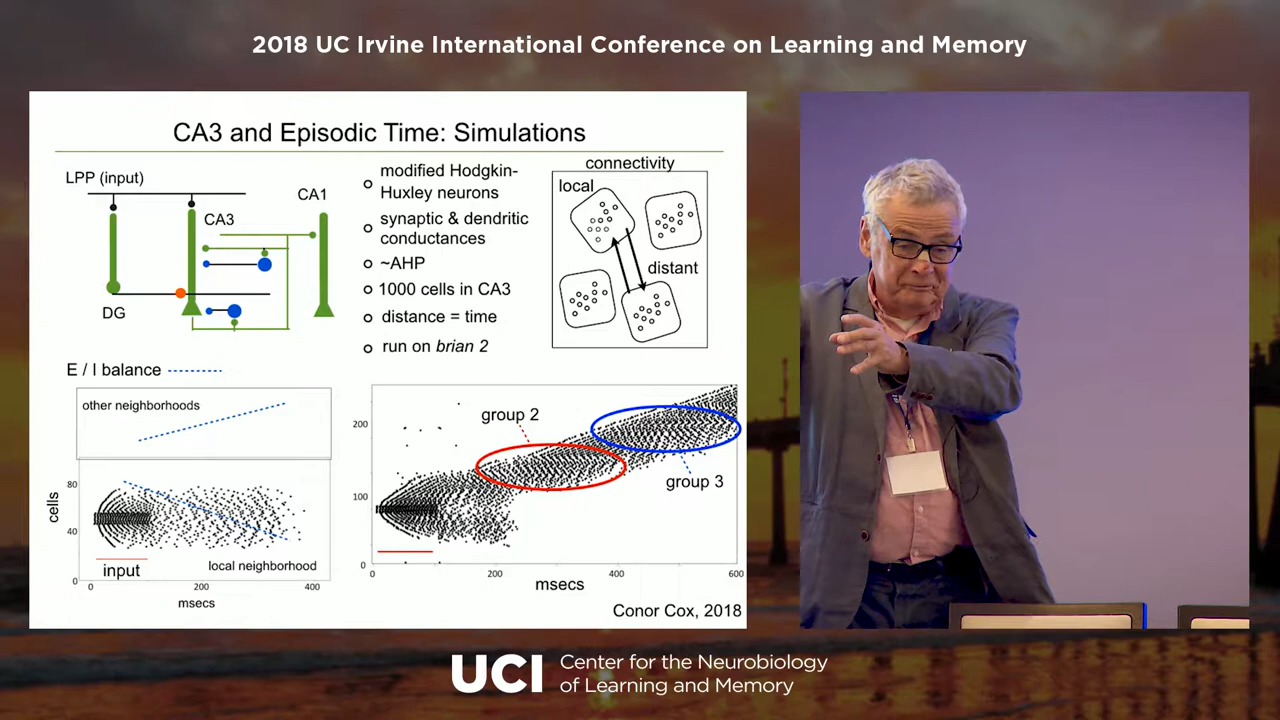 2018 UC Irvine International Conference on Learning and Memory
CA3 and Episodic Time: Simulations
LPP (input)
CA1
CA3
DG
modified Hodgkin-
Huxley neurons
synaptic & dendritic
conductances
~AHP
1000 cells in CA3
distance = time
run on brian 2
connectivity
local
distant
E / I balance
other neighborhoods
cells
80
40
0
input
local neighborhood
0
200
400
msecs
group 2
group 3
200
100
0
0
200
400
600
msecs
Conor Cox, 2018
UCI
Center for the Neurobiology
of Learning and Memory